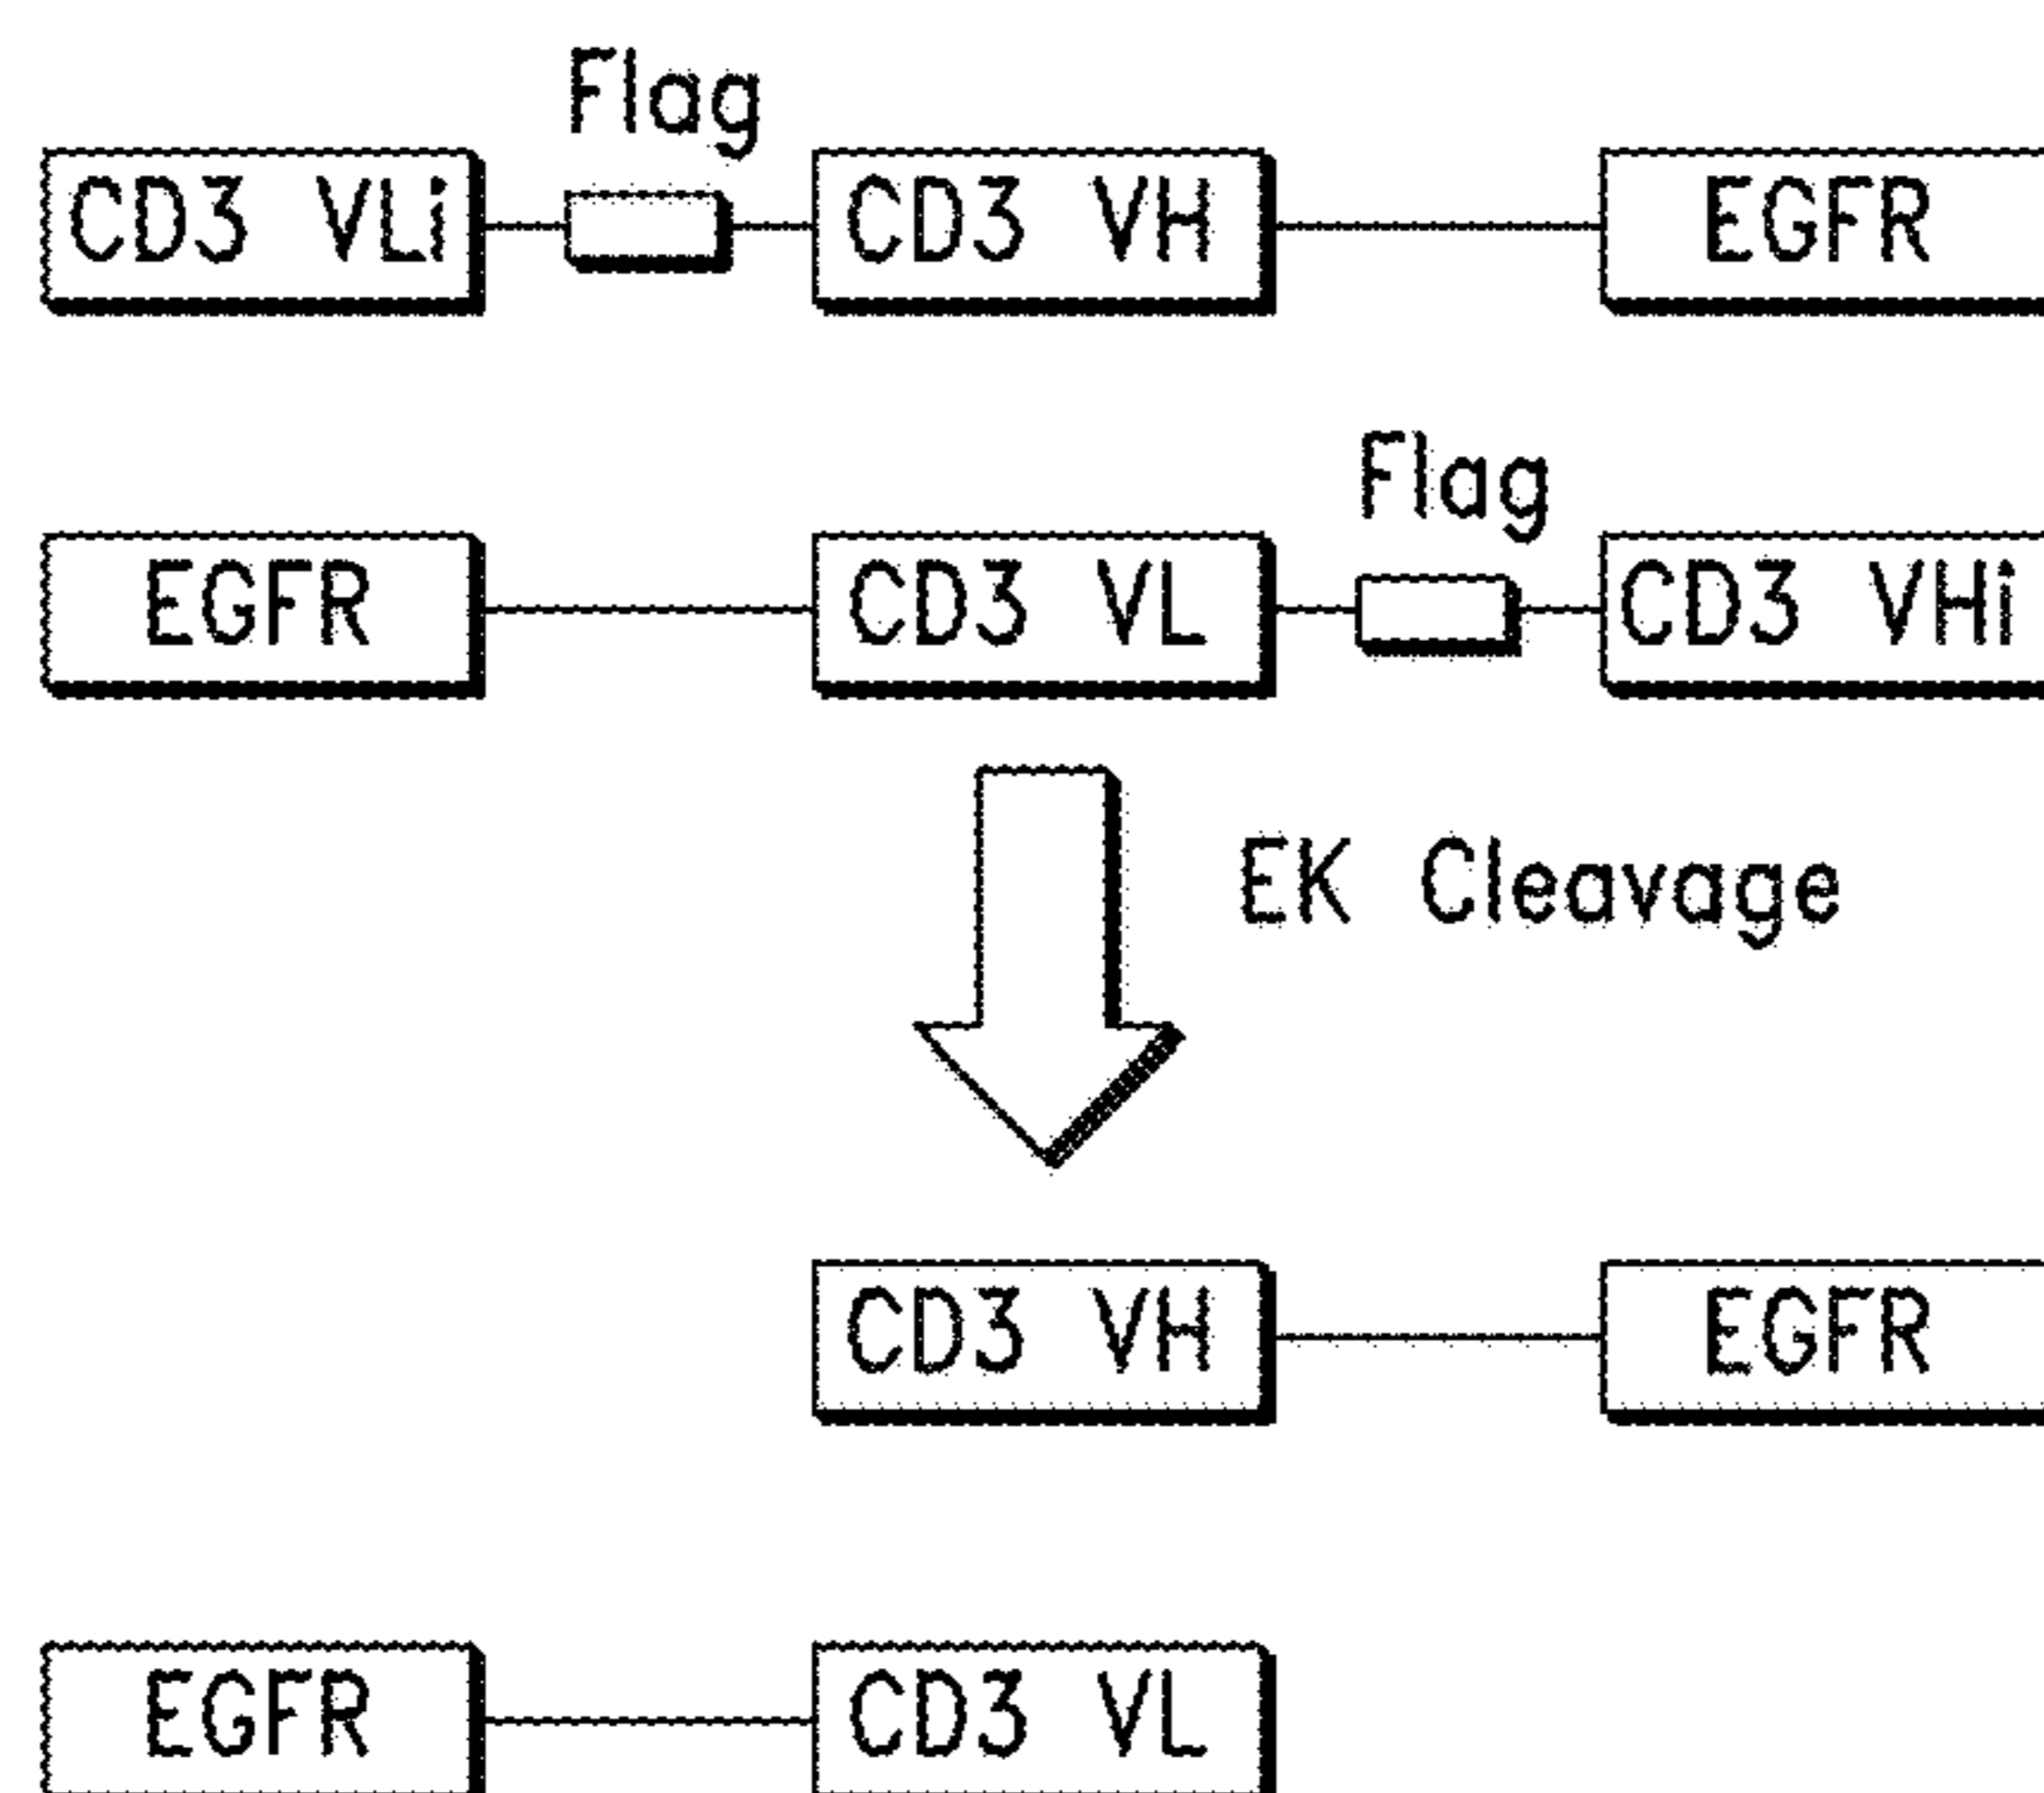 Flag
CD3 VLi CD3 VH EGFR
Flag
EGFR CD3 VL CD3 VHi
EK Cleavage
CD3 VH EGFR
EGFR CD3 VL